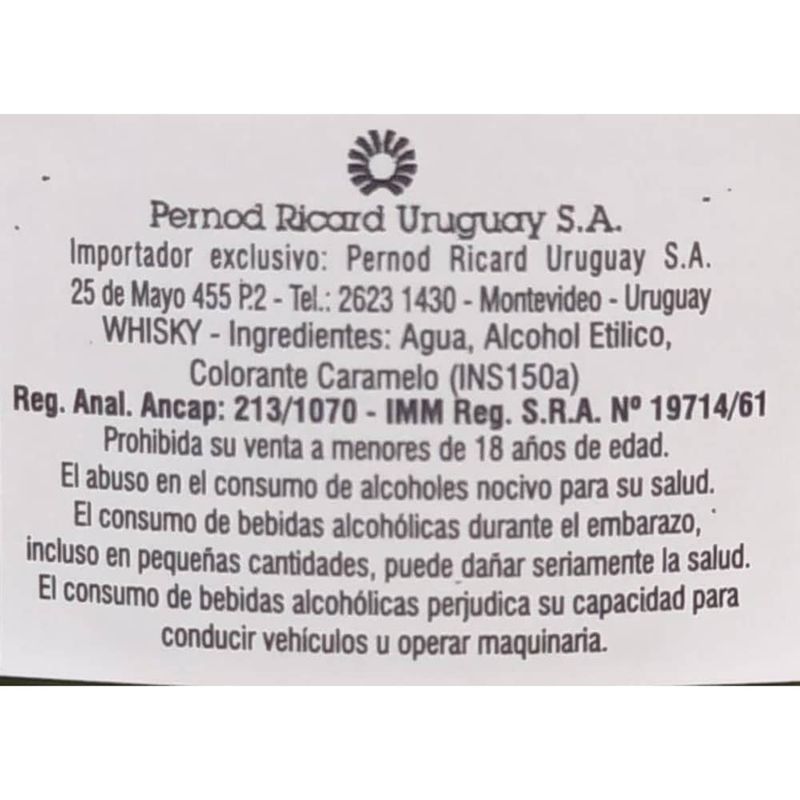 Pernod Ricard Uruguay S.A.
Importador exclusivo: Pernod Ricard Uruguay S.A.
25 de Mayo 455 P.2 - Tel.: 2623 1430 - Montevideo - Uruguay
WHISKY - Ingredientes: Agua, Alcohol Etilico,
Colorante Caramelo (INS150a)
Reg. Anal. Ancap: 213/1070 - IMM Reg. S.R.A. Nº 19714/61
Prohibida su venta a menores de 18 años de edad.
El abuso en el consumo de alcoholes nocivo para su salud.
El consumo de bebidas alcohólicas durante el embarazo,
incluso en pequeñas cantidades, puede dañar seriamente la salud.
El consumo de bebidas alcohólicas perjudica su capacidad para
conducir vehículos u operar maquinaria.